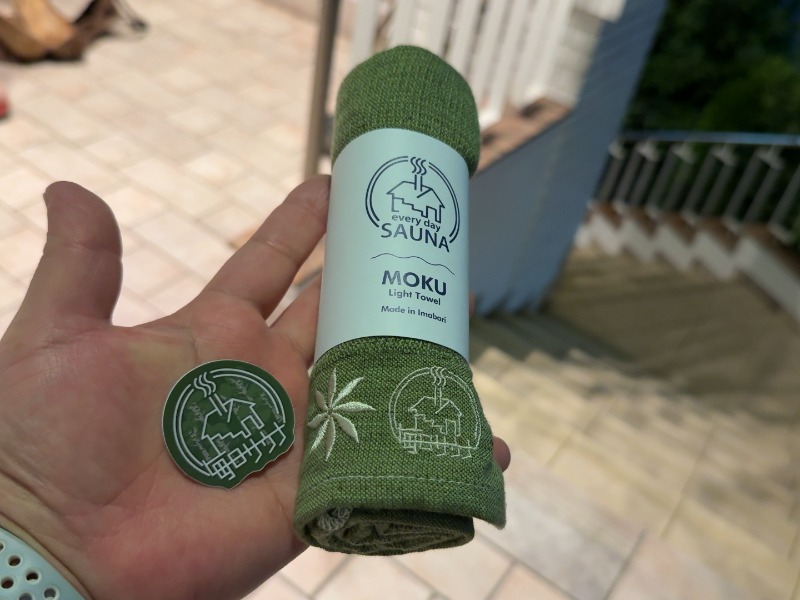 every day
SAUNA
MOKU
Light Towel
Made in Imabari